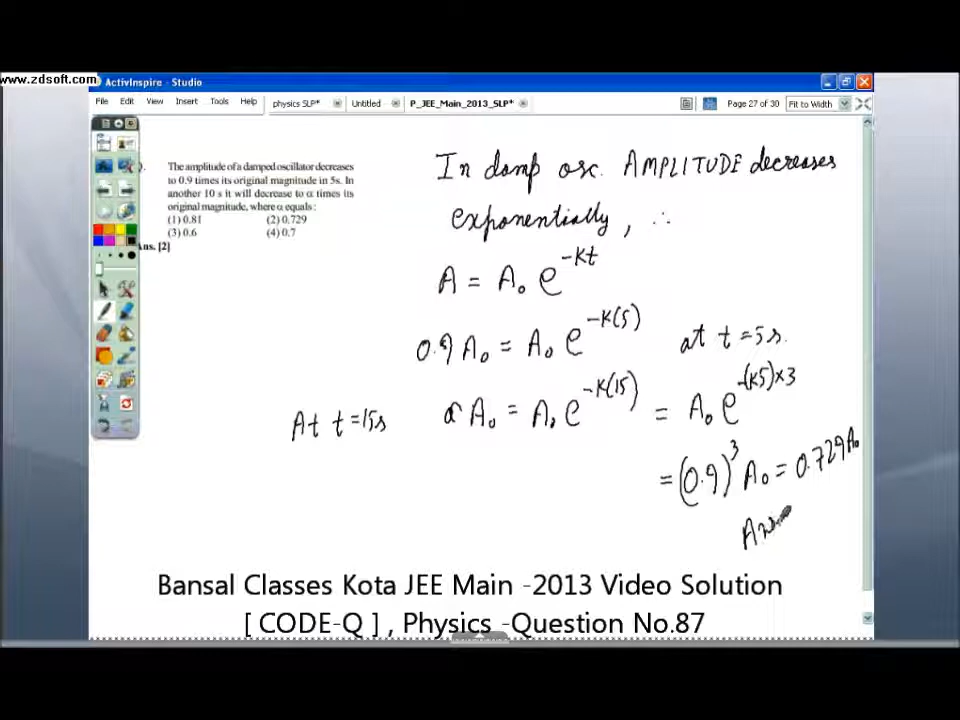 www.zdsoft.com
ActivInspire - Studio
File Edit View Insert Grid Tools Help
physics SLP* Untitled P_JEE_Main_2013_SLP* Page 27 of 30 Fit to Width
The amplitude of a damped oscillator decreases
to 0.9 times its original magnitude in 5s. In
another 10 s it will decrease to α times its
original magnitude, where α equals :
(1) 0.81 (2) 0.729
(3) 0.6 (4) 0.7
Ans. [2]
In damp osc. AMPLITUDE decreases
exponentially, ∴
A = A₀ e^-Kt
0.9 A₀ = A₀ e^-K(5) at t = 5 s.
At t = 15s α A₀ = A₀ e^-K(15) = A₀ e^-(K5)×3
= (0.9)³ A₀ = 0.729 A₀
Bansal Classes Kota JEE Main -2013 Video Solution
[ CODE-Q ] , Physics -Question No.87